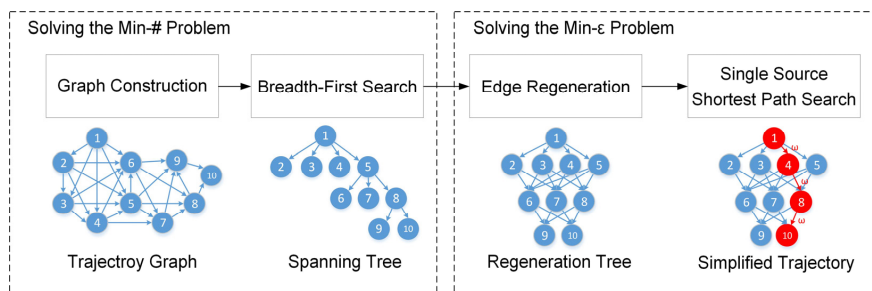 Solving the Min-# Problem
Solving the Min-ε Problem
Graph Construction
Breadth-First Search
Edge Regeneration
Single Source
Shortest Path Search
1
2
6
9
10
3
5
8
4
7
1
2
3
4
5
6
7
8
9
10
1
2
3
4
5
6
7
8
9
10
1
ω
2
3
4
5
ω
6
7
8
ω
9
10
Trajectroy Graph
Spanning Tree
Regeneration Tree
Simplified Trajectory